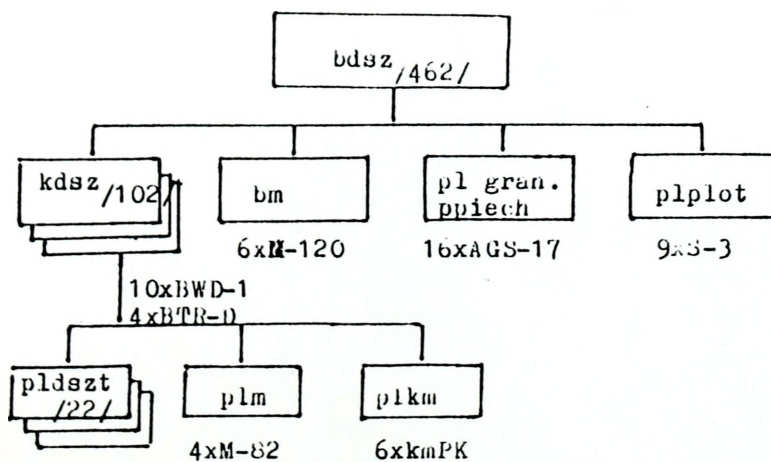 bdsz /462/
kdsz /102/
bm
pl gran.
ppiech
plplot
6xM-120
16xAGS-17
9xS-3
10xBWD-1
4xBTR-D
pldszt
/22/
plm
plkm
4xM-82
6xkmPK